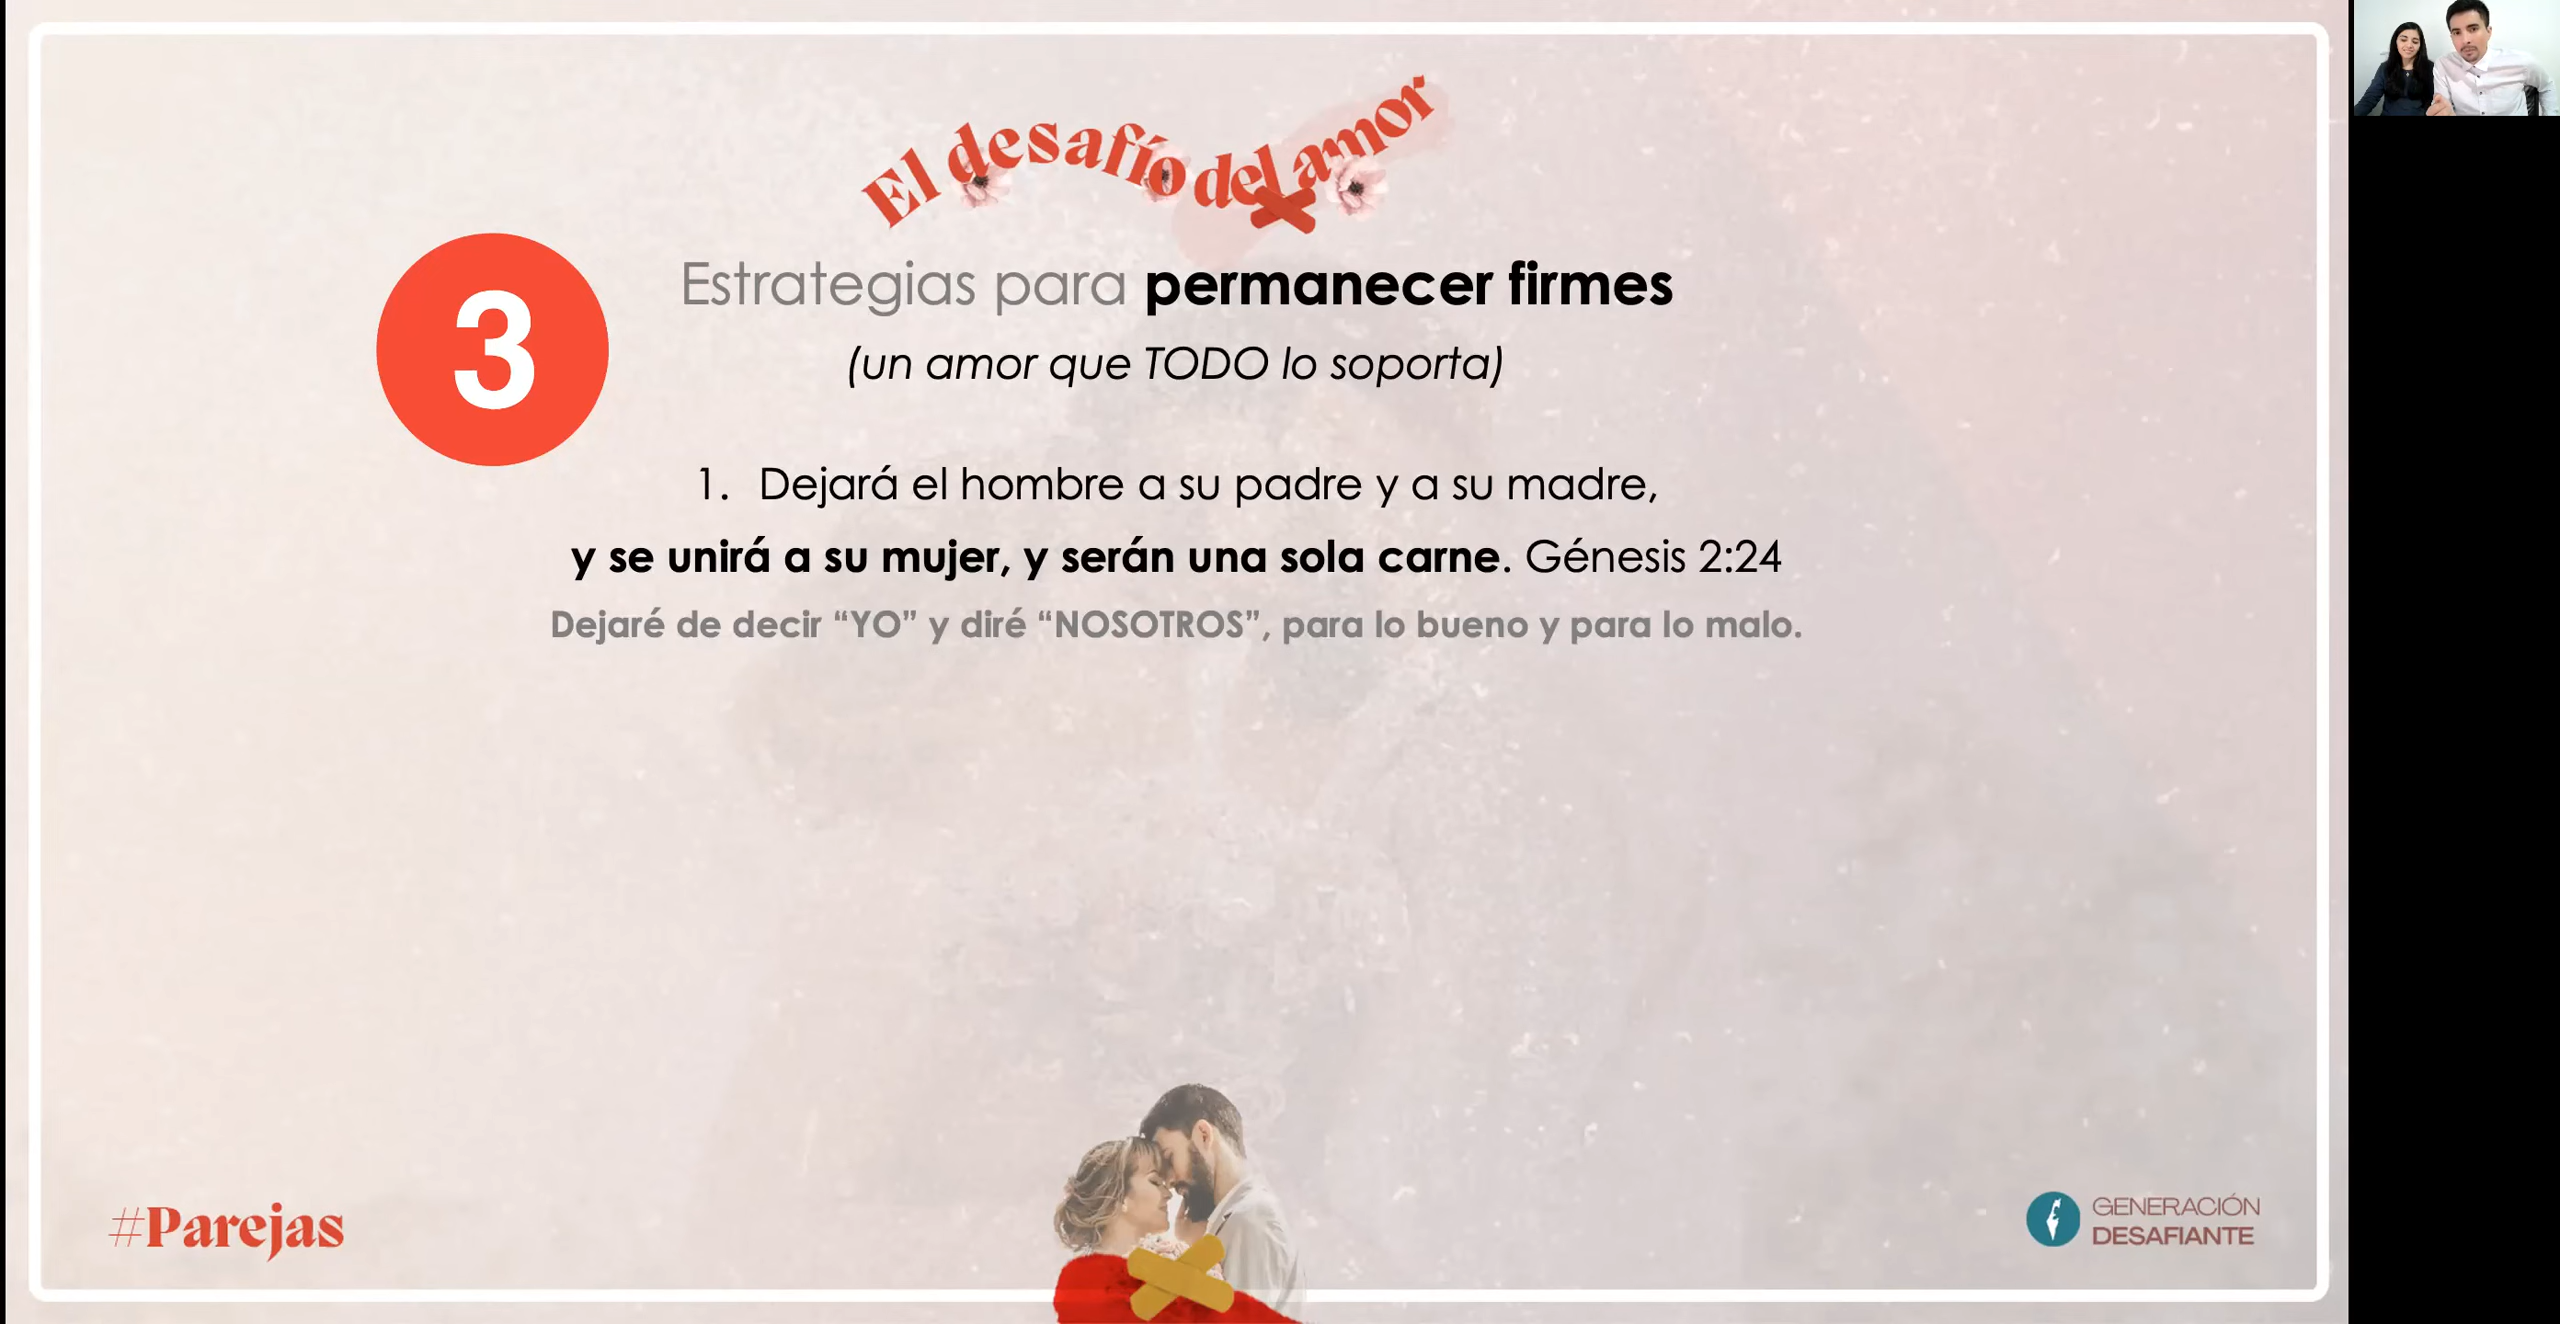 El desafío del amor
3
Estrategias para permanecer firmes
(un amor que TODO lo soporta)
1. Dejará el hombre a su padre y a su madre,
y se unirá a su mujer, y serán una sola carne. Génesis 2:24
Dejaré de decir “YO” y diré “NOSOTROS”, para lo bueno y para lo malo.
#Parejas
GENERACIÓN
DESAFIANTE